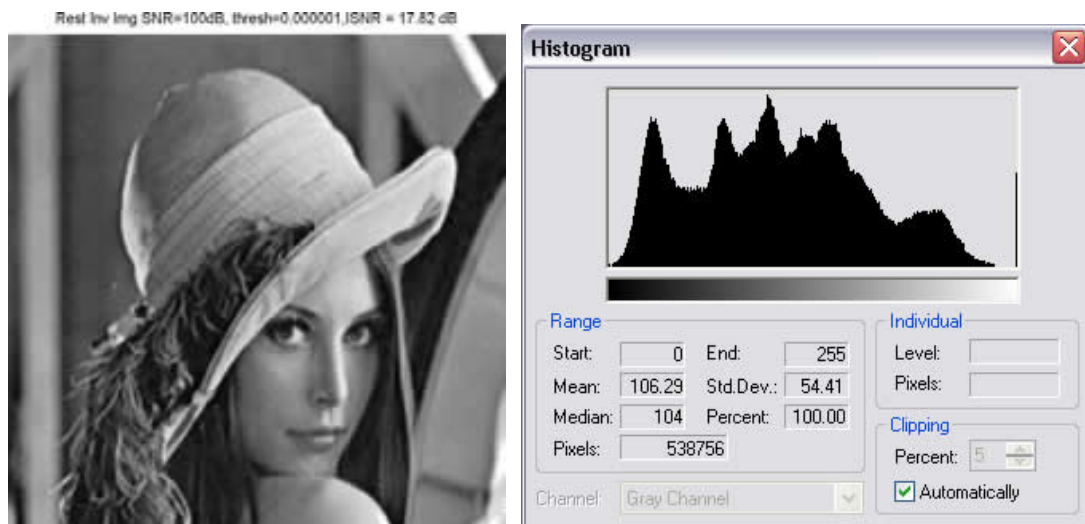 Rest Inv Img SNR=100dB, thresh=0.000001,ISNR = 17.82 dB
Histogram
Range
Start: 0 End: 255
Mean: 106.29 Std.Dev.: 54.41
Median: 104 Percent: 100.00
Pixels: 538756
Individual
Level:
Pixels:
Clipping
Percent: 5
Automatically
Channel: Gray Channel